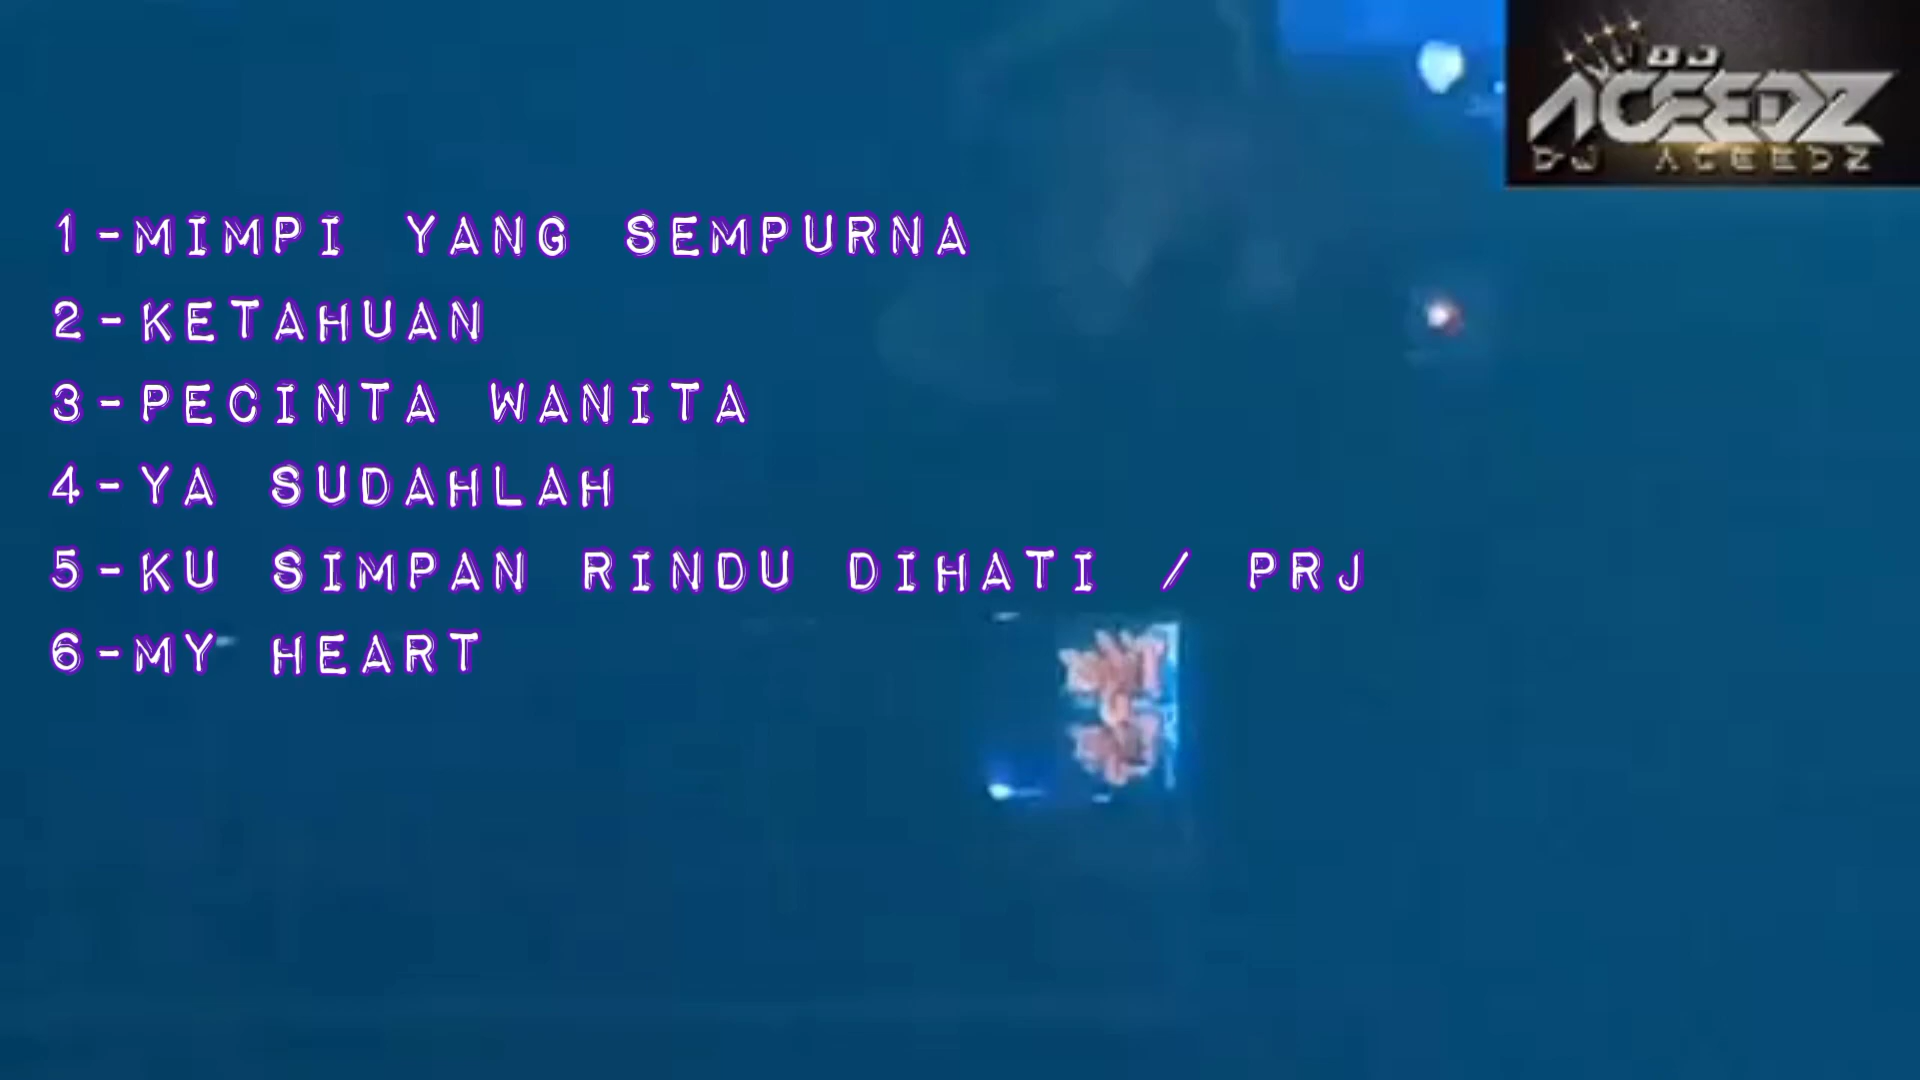 DJ
ACEEDZ
DJ ACEEDZ
1-MIMPI YANG SEMPURNA
2-KETAHUAN
3-PECINTA WANITA
4-YA SUDAHLAH
5-KU SIMPAN RINDU DIHATI / PRJ
6-MY HEART